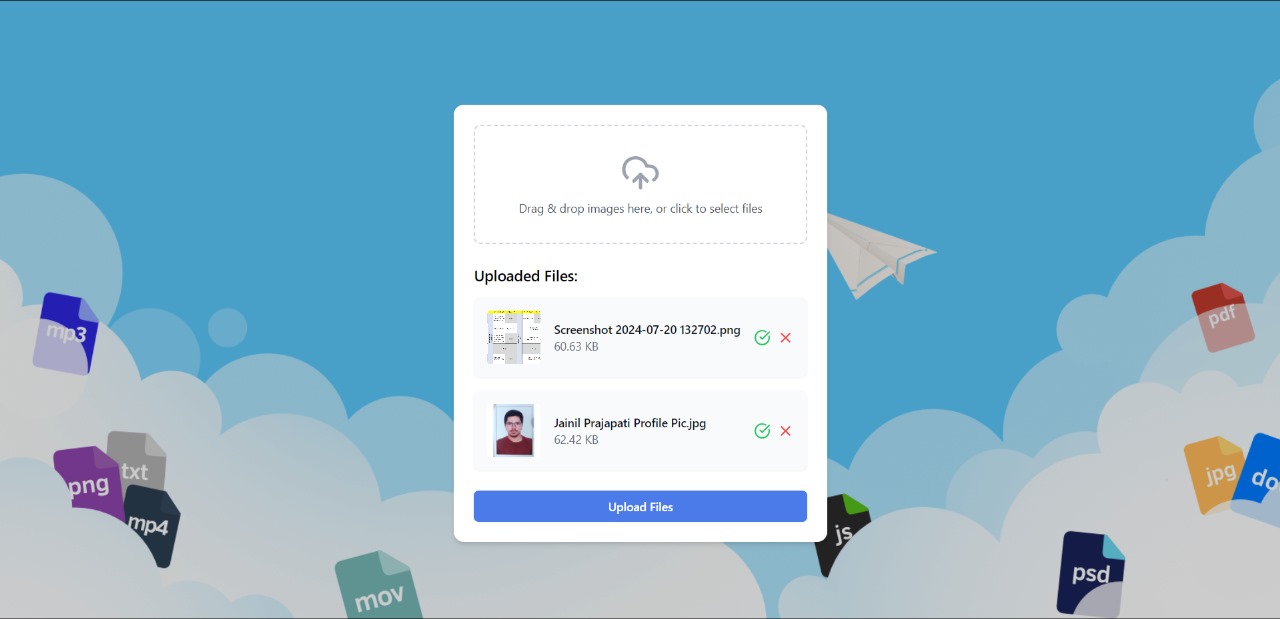 Drag & drop images here, or click to select files
Uploaded Files:
Screenshot 2024-07-20 132702.png
60.63 KB
Jainil Prajapati Profile Pic.jpg
62.42 KB
Upload Files
mp3
txt
png
mp4
mov
js
pdf
jpg
do
psd